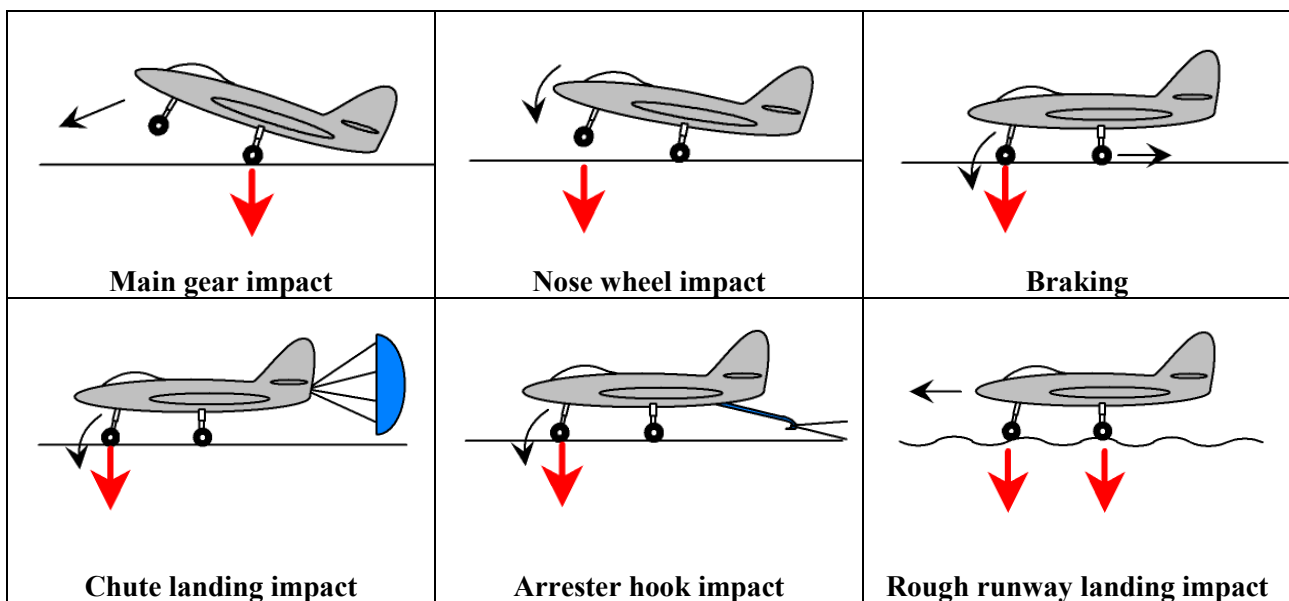 Main gear impact
Nose wheel impact
Braking
Chute landing impact
Arrester hook impact
Rough runway landing impact